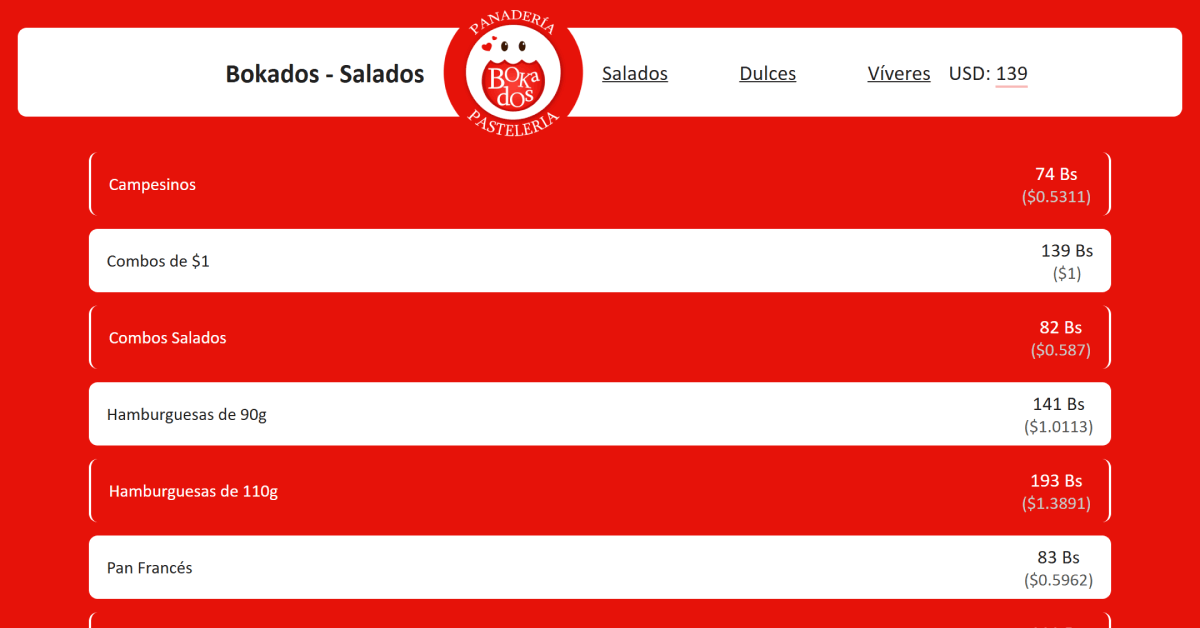 PANADERÍA
Bokados - Salados
BOKa
dos
PASTELERÍA
Salados
Dulces
Víveres
USD: 139
Campesinos
74 Bs
($0.5311)
Combos de $1
139 Bs
($1)
Combos Salados
82 Bs
($0.587)
Hamburguesas de 90g
141 Bs
($1.0113)
Hamburguesas de 110g
193 Bs
($1.3891)
Pan Francés
83 Bs
($0.5962)